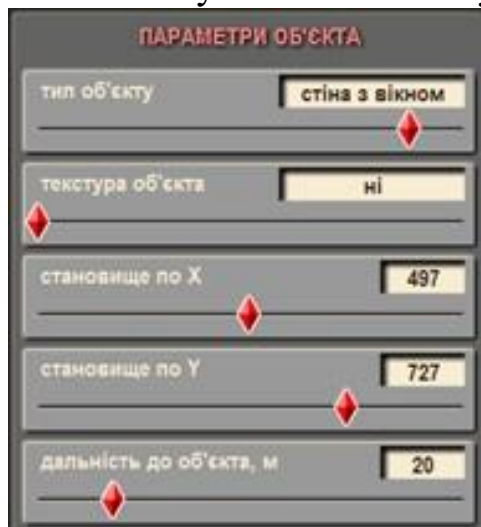 ПАРАМЕТРИ ОБ'ЄКТА
тип об'єкту стіна з вікном
текстура об'єкта ні
становище по X 497
становище по Y 727
дальність до об'єкта, м 20